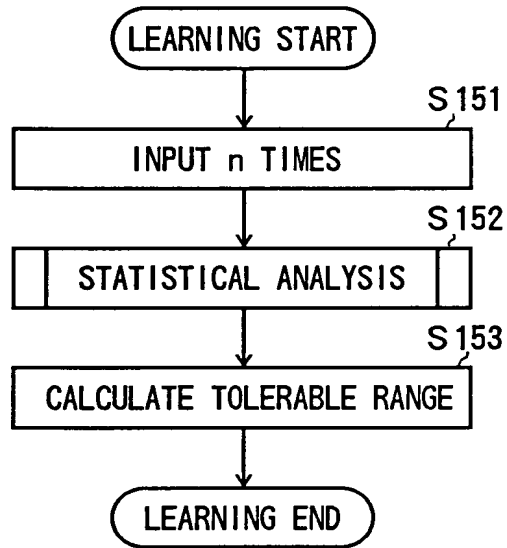 LEARNING START
S151
INPUT n TIMES
S152
STATISTICAL ANALYSIS
S153
CALCULATE TOLERABLE RANGE
LEARNING END